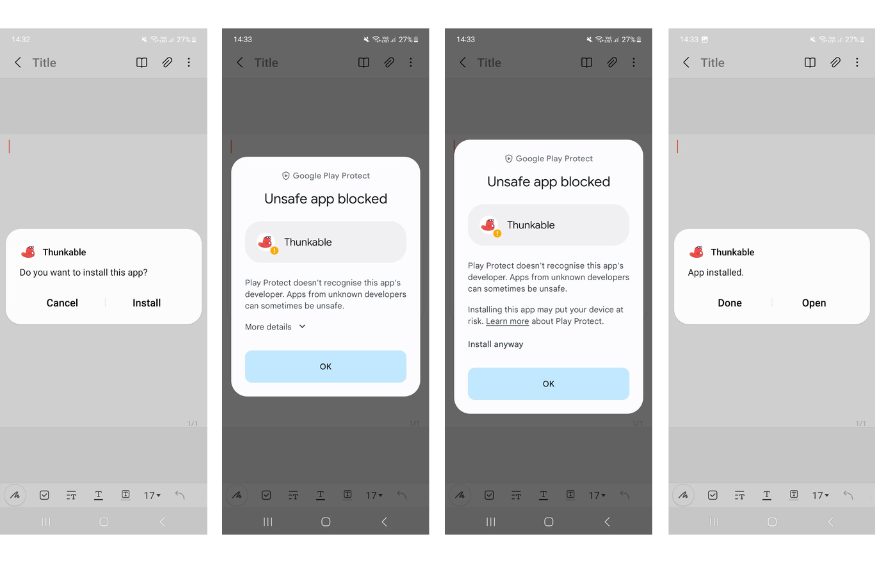 14:32
27%
Title
Thunkable
Do you want to install this app?
Cancel
Install
1/1
17
14:33
27%
Title
Google Play Protect
Unsafe app blocked
Thunkable
Play Protect doesn't recognise this app's
developer. Apps from unknown developers
can sometimes be unsafe.
More details
OK
17
14:33
27%
Title
Google Play Protect
Unsafe app blocked
Thunkable
Play Protect doesn't recognise this app's
developer. Apps from unknown developers
can sometimes be unsafe.
Installing this app may put your device at
risk. Learn more about Play Protect.
Install anyway
OK
1/1
17
14:33
27%
Title
Thunkable
App installed.
Done
Open
1/1
17